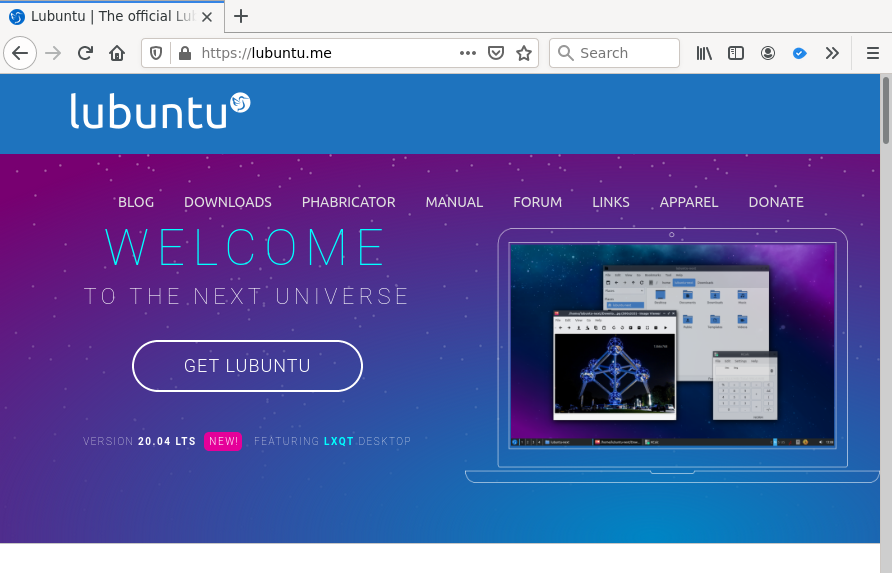 Lubuntu | The official Lul
https://lubuntu.me
Search
lubuntu
BLOG DOWNLOADS PHABRICATOR MANUAL FORUM LINKS APPAREL DONATE
WELCOME
TO THE NEXT UNIVERSE
GET LUBUNTU
VERSION 20.04 LTS NEW! . FEATURING LXQT DESKTOP